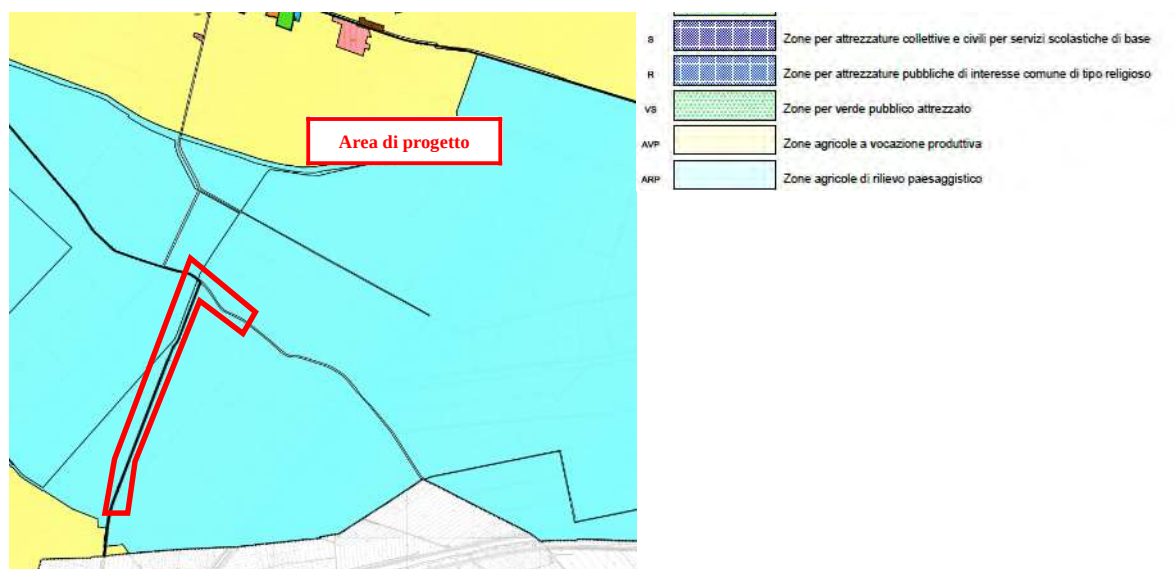 Area di progetto
S Zone per attrezzature collettive e civili per servizi scolastiche di base
R Zone per attrezzature pubbliche di interesse comune di tipo religioso
VS Zone per verde pubblico attrezzato
AVP Zone agricole a vocazione produttiva
ARP Zone agricole di rilievo paesaggistico